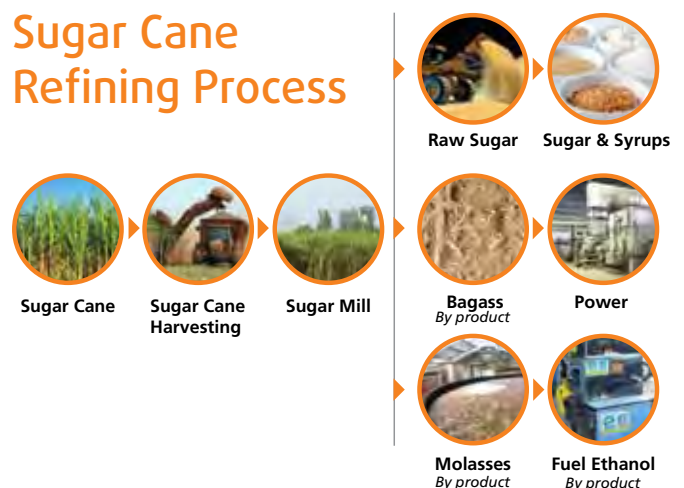 Sugar Cane
Refining Process
Raw Sugar
Sugar & Syrups
Sugar Cane
Sugar Cane
Harvesting
Sugar Mill
Bagass
By product
Power
Molasses
By product
Fuel Ethanol
By product